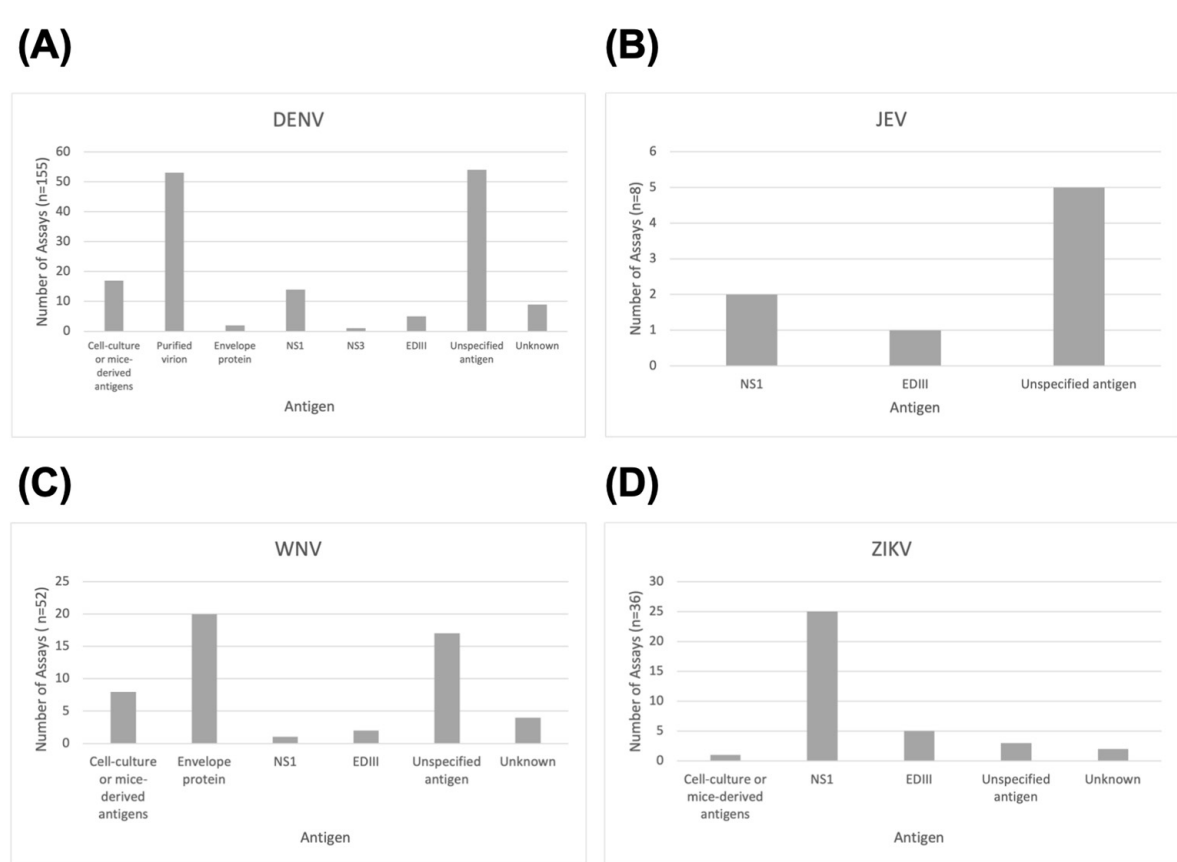 (A)
DENV
Number of Assays (n=155)
60
50
40
30
20
10
0
Cell-culture
or mice-
derived
antigens
Purified
virion
Envelope
protein
NS1
NS3
EDIII
Unspecified
antigen
Unknown
Antigen
(B)
JEV
Number of Assays (n=8)
6
5
4
3
2
1
0
NS1
EDIII
Unspecified antigen
Antigen
(C)
WNV
Number of Assays ( n=52)
25
20
15
10
5
0
Cell-culture
or mice-
derived
antigens
Envelope
protein
NS1
EDIII
Unspecified
antigen
Unknown
Antigen
(D)
ZIKV
Number of Assays (n=36)
30
25
20
15
10
5
0
Cell-culture or
mice-derived
antigens
NS1
EDIII
Unspecified
antigen
Unknown
Antigen